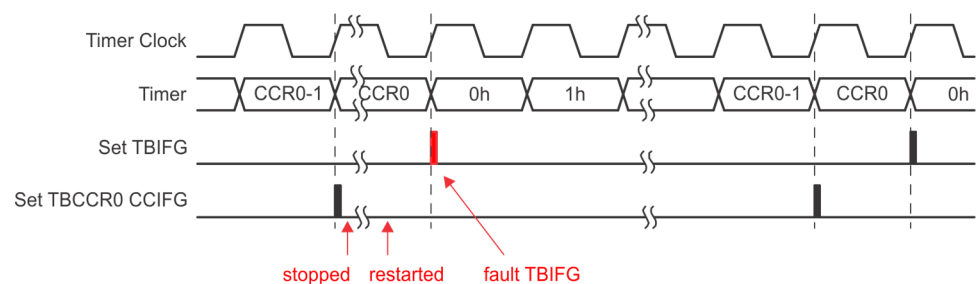 Timer Clock
Timer CCR0-1 CCR0 0h 1h CCR0-1 CCR0 0h
Set TBIFG
Set TBCCR0 CCIFG
stopped restarted fault TBIFG